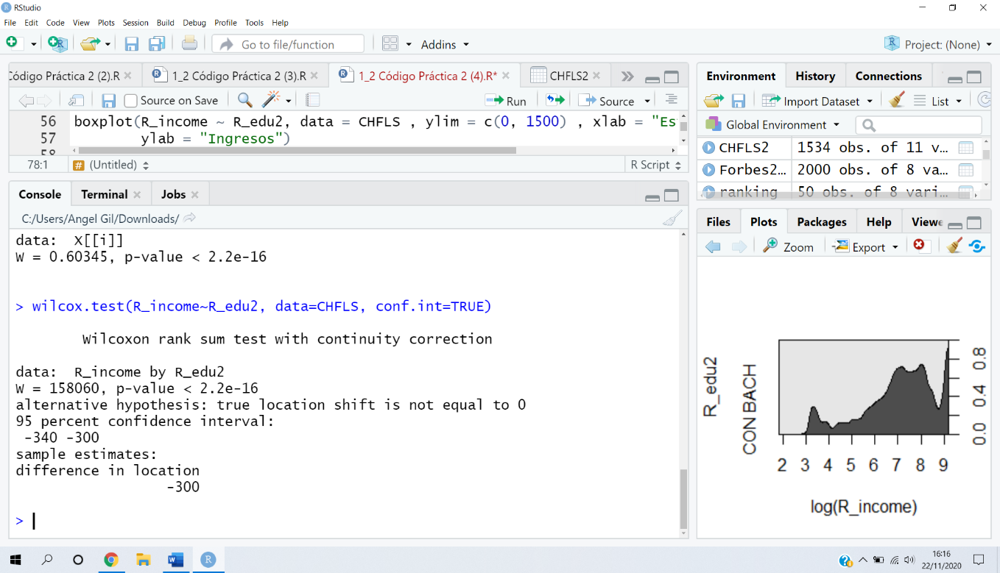 RStudio
File Edit Code View Plots Session Build Debug Profile Tools Help
Go to file/function Addins Project: (None)
código Práctica 2 (2).R 1_2 Código Práctica 2 (3).R 1_2 Código Práctica 2 (4).R* CHFLS2
Source on Save Run Source
56 boxplot(R_income ~ R_edu2, data = CHFLS , ylim = c(0, 1500) , xlab = "Es
57 ylab = "Ingresos")
58
78:1 (Untitled) R Script
Console Terminal Jobs
C:/Users/Angel Gil/Downloads/
data: X[[i]]
W = 0.60345, p-value < 2.2e-16
> wilcox.test(R_income~R_edu2, data=CHFLS, conf.int=TRUE)
Wilcoxon rank sum test with continuity correction
data: R_income by R_edu2
W = 158060, p-value < 2.2e-16
alternative hypothesis: true location shift is not equal to 0
95 percent confidence interval:
-340 -300
sample estimates:
difference in location
-300
>
Environment History Connections
Import Dataset List
Global Environment
CHFLS2 1534 obs. of 11 v...
Forbes2... 2000 obs. of 8 va...
ranking 50 obs. of 8 vari...
Files Plots Packages Help Viewe
Zoom Export
R_edu2
CON BACH
0.0 0.4 0.8
2 3 4 5 6 7 8 9
log(R_income)
16:16
22/11/2020